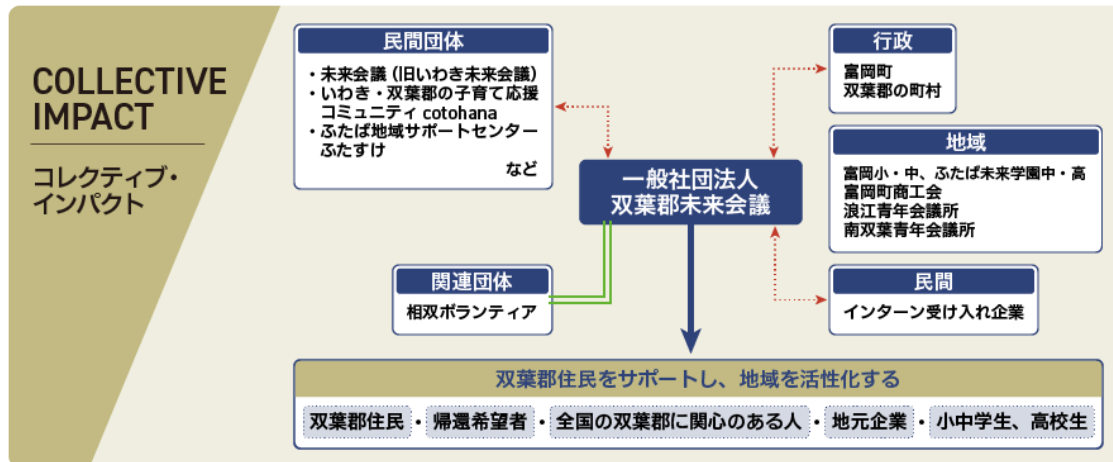 COLLECTIVE
IMPACT
コレクティブ・
インパクト
民間団体
・未来会議（旧いわき未来会議）
・いわき・双葉郡の子育て応援
コミュニティ cotohana
・ふたば地域サポートセンター
ふたすけ
など
一般社団法人
双葉郡未来会議
行政
富岡町
双葉郡の町村
地域
富岡小・中、ふたば未来学園中・高
富岡町商工会
浪江青年会議所
南双葉青年会議所
関連団体
相双ボランティア
民間
インターン受け入れ企業
双葉郡住民をサポートし、地域を活性化する
双葉郡住民・帰還希望者・全国の双葉郡に関心のある人・地元企業・小中学生、高校生